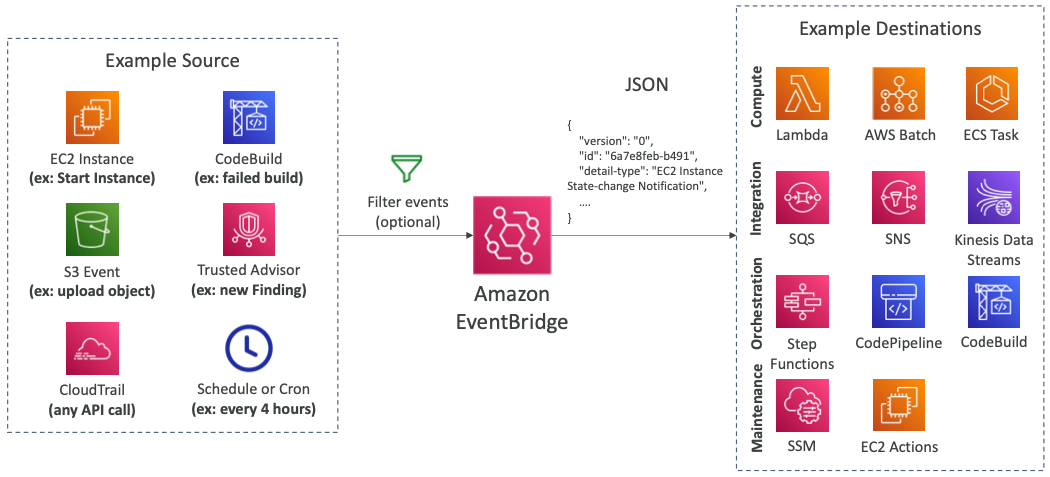 Example Source
EC2 Instance
(ex: Start Instance)
CodeBuild
(ex: failed build)
S3 Event
(ex: upload object)
Trusted Advisor
(ex: new Finding)
CloudTrail
(any API call)
Schedule or Cron
(ex: every 4 hours)
Filter events
(optional)
Amazon
EventBridge
JSON
{
"version": "0",
"id": "6a7e8feb-b491",
"detail-type": "EC2 Instance
State-change Notification",
....
}
Example Destinations
Compute
Lambda
AWS Batch
ECS Task
Integration
SQS
SNS
Kinesis Data
Streams
Orchestration
Step
Functions
CodePipeline
CodeBuild
Maintenance
SSM
EC2 Actions